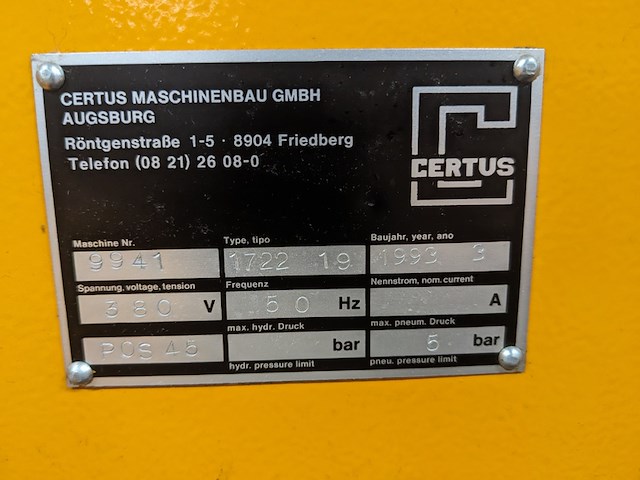 CERTUS MASCHINENBAU GMBH
AUGSBURG
Röntgenstraße 1-5 · 8904 Friedberg
Telefon (08 21) 26 08-0
CERTUS
Maschine Nr. Type, tipo Baujahr, year, ano
9941 1722 19 1993 3
Spannung, voltage, tension Frequenz Nennstrom, nom. current
380 V 50 Hz A
max. hydr. Druck max. pneum. Druck
POS 45 bar 5 bar
hydr. pressure limit pneu. pressure limit